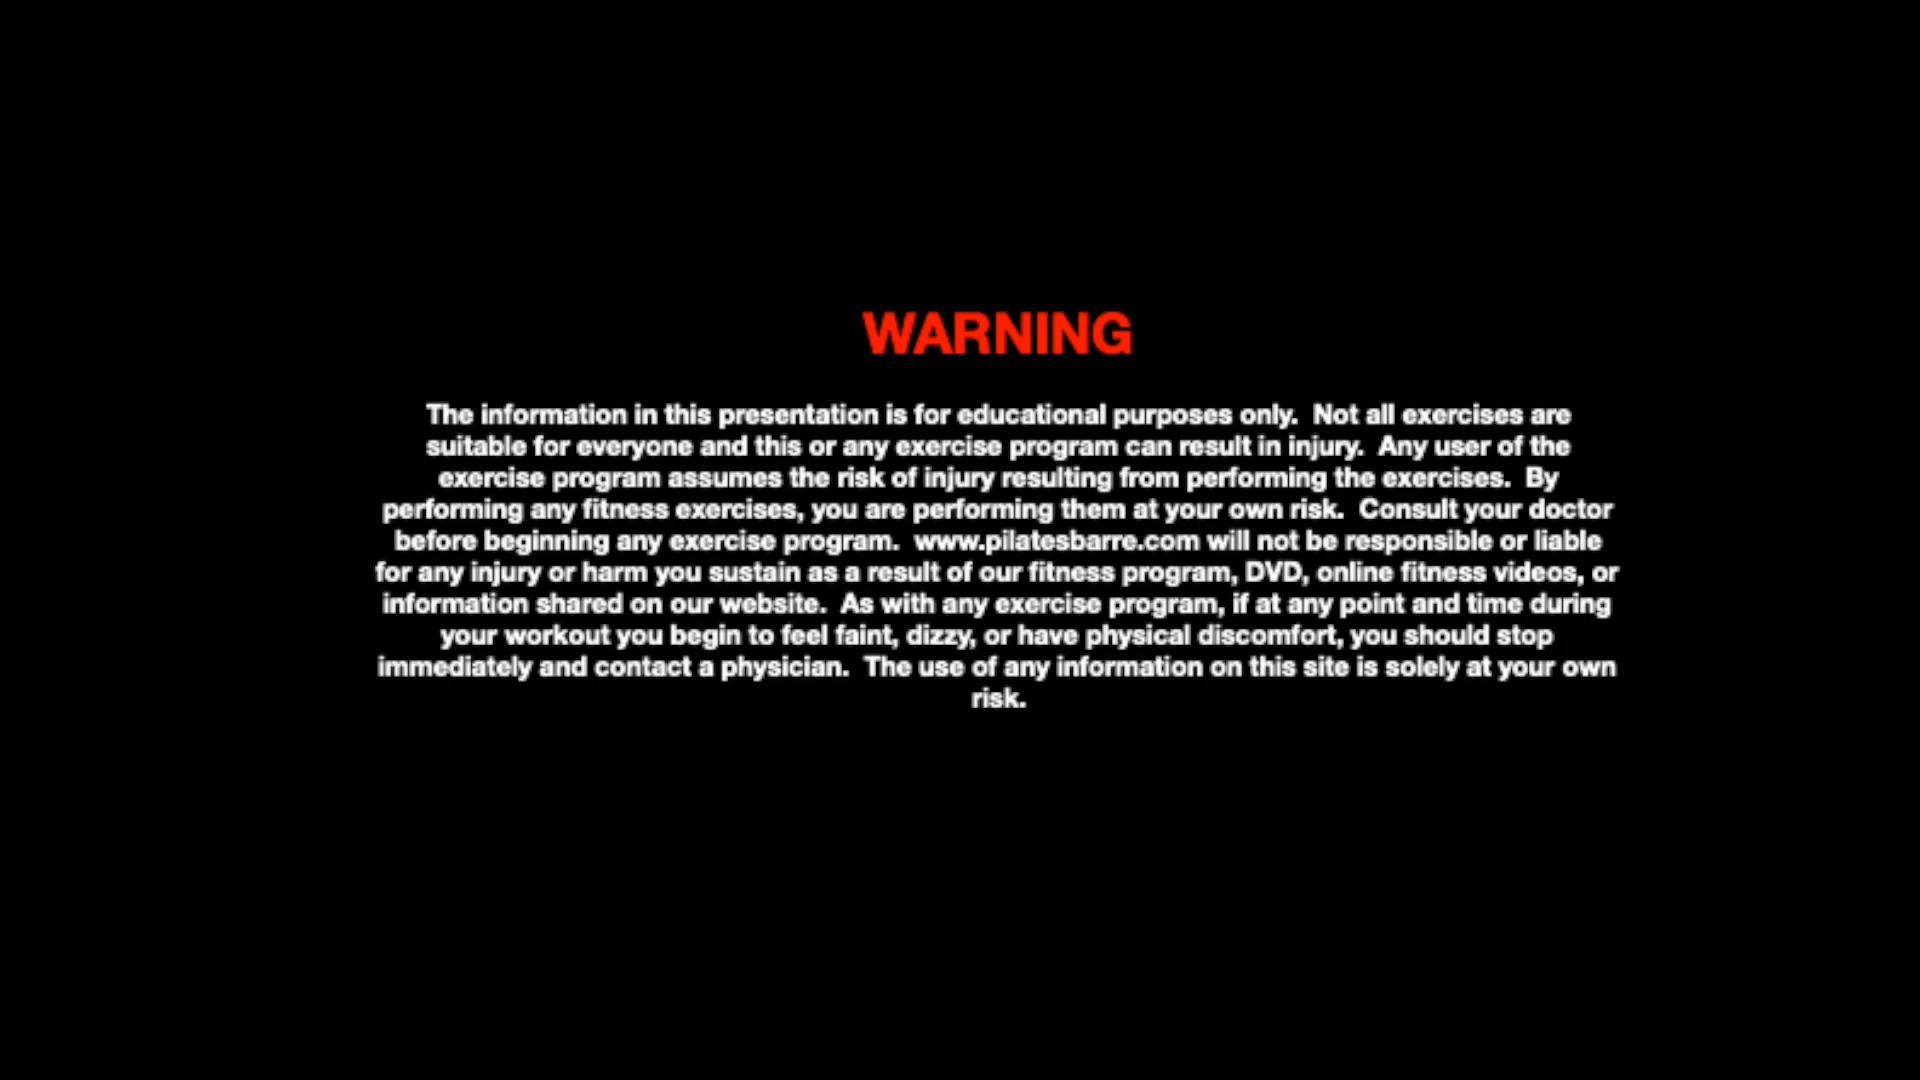 WARNING
The information in this presentation is for educational purposes only.  Not all exercises are
suitable for everyone and this or any exercise program can result in injury.  Any user of the
exercise program assumes the risk of injury resulting from performing the exercises.  By
performing any fitness exercises, you are performing them at your own risk.  Consult your doctor
before beginning any exercise program.  www.pilatesbarre.com will not be responsible or liable
for any injury or harm you sustain as a result of our fitness program, DVD, online fitness videos, or
information shared on our website.  As with any exercise program, if at any point and time during
your workout you begin to feel faint, dizzy, or have physical discomfort, you should stop
immediately and contact a physician.  The use of any information on this site is solely at your own
risk.